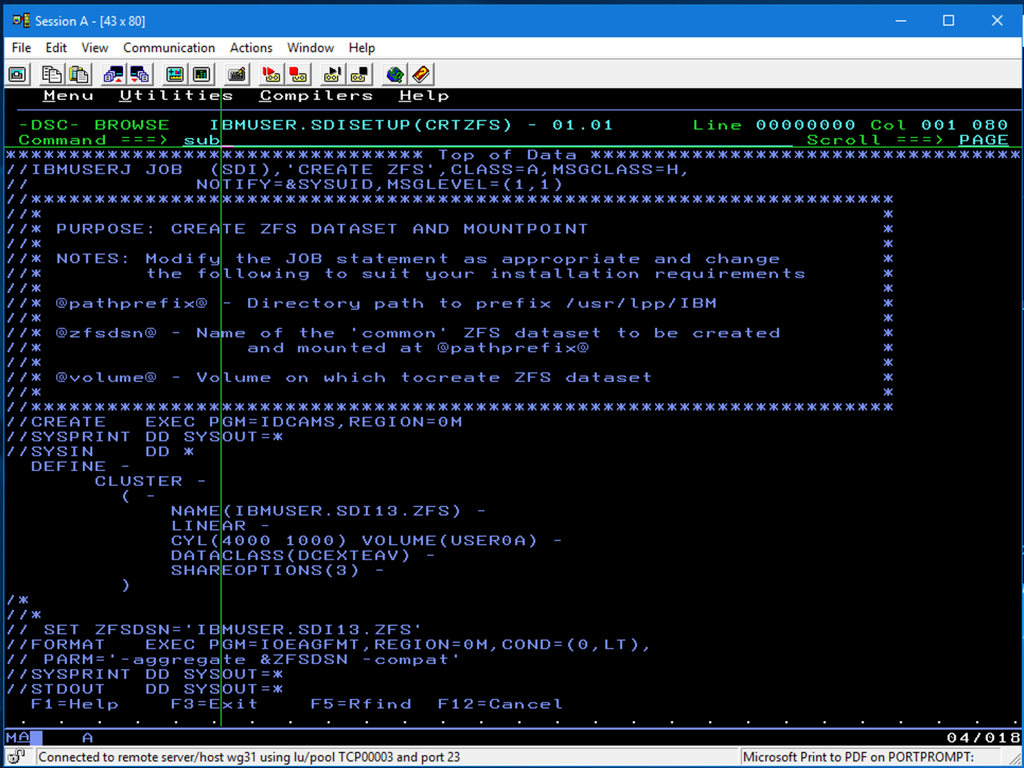 Session A - [43 x 80]
File Edit View Communication Actions Window Help
Menu Utilities Compilers Help
-DSC- BROWSE IBMUSER.SDISETUP(CRTZFS) - 01.01 Line 00000000 Col 001 080
Command ===> sub Scroll ===> PAGE
********************************* Top of Data **********************************
//IBMUSERJ JOB (SDI),'CREATE ZFS',CLASS=A,MSGCLASS=H,
// NOTIFY=&SYSUID,MSGLEVEL=(1,1)
//********************************************************************
//* *
//* PURPOSE: CREATE ZFS DATASET AND MOUNTPOINT *
//* *
//* NOTES: Modify the JOB statement as appropriate and change *
//* the following to suit your installation requirements *
//* *
//* @pathprefix@ - Directory path to prefix /usr/lpp/IBM *
//* *
//* @zfsdsn@ - Name of the 'common' ZFS dataset to be created *
//* and mounted at @pathprefix@ *
//* *
//* @volume@ - Volume on which tocreate ZFS dataset *
//* *
//********************************************************************
//CREATE EXEC PGM=IDCAMS,REGION=0M
//SYSPRINT DD SYSOUT=*
//SYSIN DD *
DEFINE -
CLUSTER -
( -
NAME(IBMUSER.SDI13.ZFS) -
LINEAR -
CYL(4000 1000) VOLUME(USER0A) -
DATACLASS(DCEXTEAV) -
SHAREOPTIONS(3) -
)
/*
//*
// SET ZFSDSN='IBMUSER.SDI13.ZFS'
//FORMAT EXEC PGM=IOEAGFMT,REGION=0M,COND=(0,LT),
// PARM='-aggregate &ZFSDSN -compat'
//SYSPRINT DD SYSOUT=*
//STDOUT DD SYSOUT=*
F1=Help F3=Exit F5=Rfind F12=Cancel
MA A 04/018
Connected to remote server/host wg31 using lu/pool TCP00003 and port 23 Microsoft Print to PDF on PORTPROMPT: